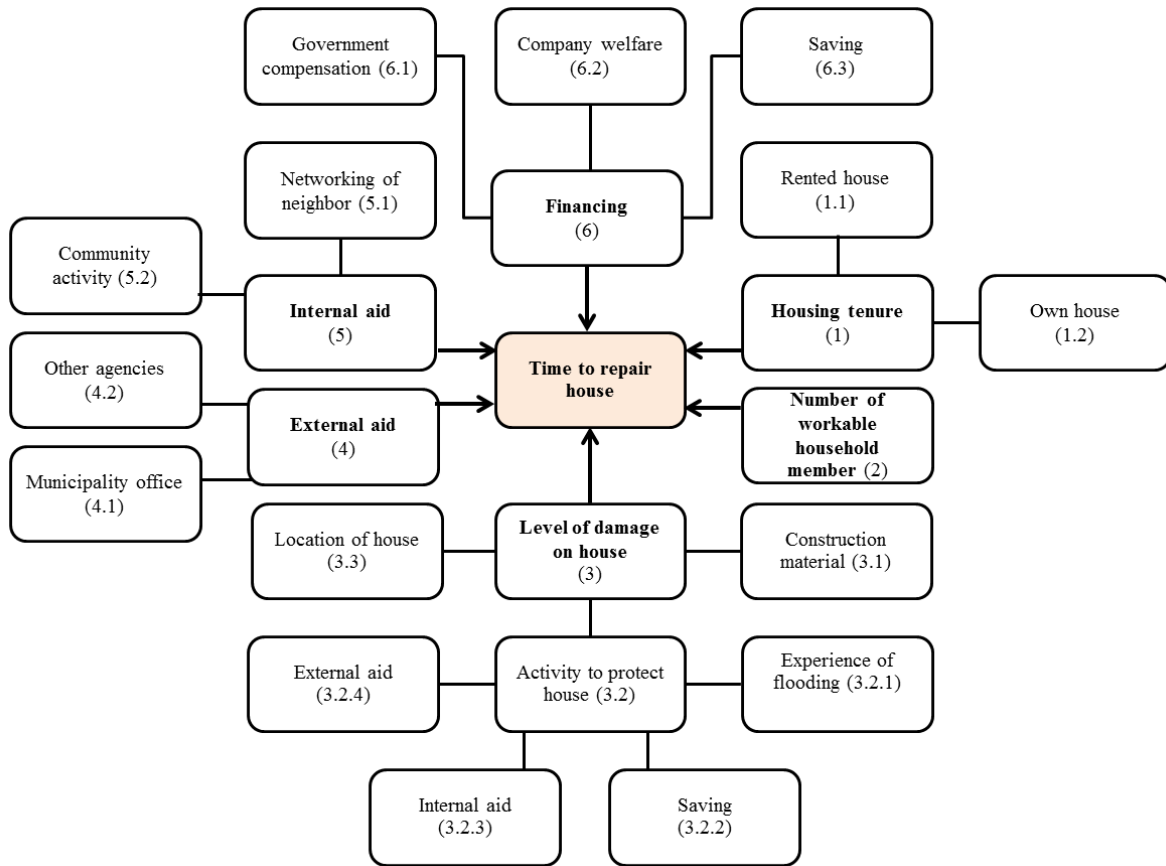 Government
compensation (6.1)
Company welfare
(6.2)
Saving
(6.3)
Networking of
neighbor (5.1)
Financing
(6)
Rented house
(1.1)
Community
activity (5.2)
Internal aid
(5)
Housing tenure
(1)
Own house
(1.2)
Other agencies
(4.2)
Time to repair
house
External aid
(4)
Number of
workable
household
member (2)
Municipality office
(4.1)
Location of house
(3.3)
Level of damage
on house
(3)
Construction
material (3.1)
External aid
(3.2.4)
Activity to protect
house (3.2)
Experience of
flooding (3.2.1)
Internal aid
(3.2.3)
Saving
(3.2.2)